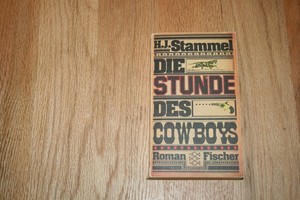 H.J. Stammel
DIE
STUNDE
DES
COWBOYS
Roman Fischer